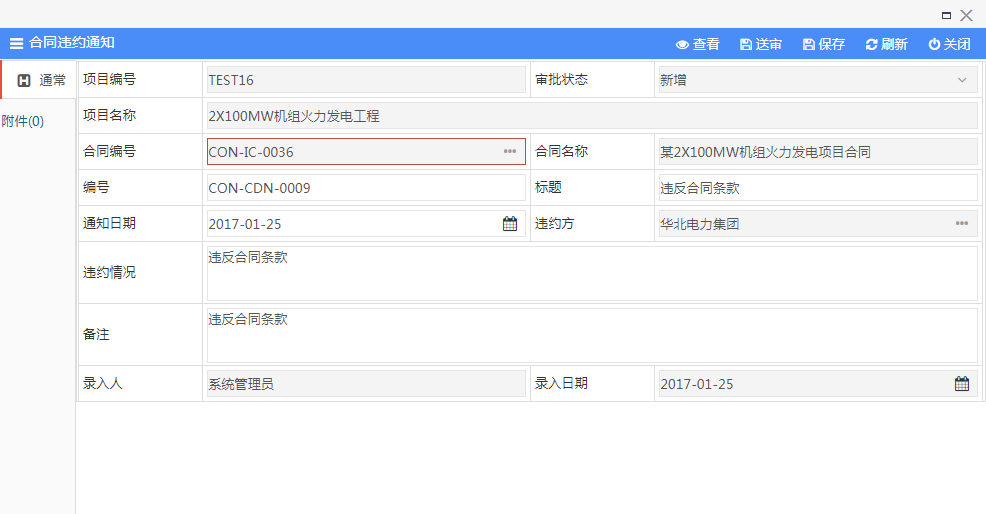 合同违约通知
查看 送审 保存 刷新 关闭
通常
附件(0)
项目编号 TEST16 审批状态 新增
项目名称 2X100MW机组火力发电工程
合同编号 CON-IC-0036 合同名称 某2X100MW机组火力发电项目合同
编号 CON-CDN-0009 标题 违反合同条款
通知日期 2017-01-25 违约方 华北电力集团
违约情况 违反合同条款
备注 违反合同条款
录入人 系统管理员 录入日期 2017-01-25